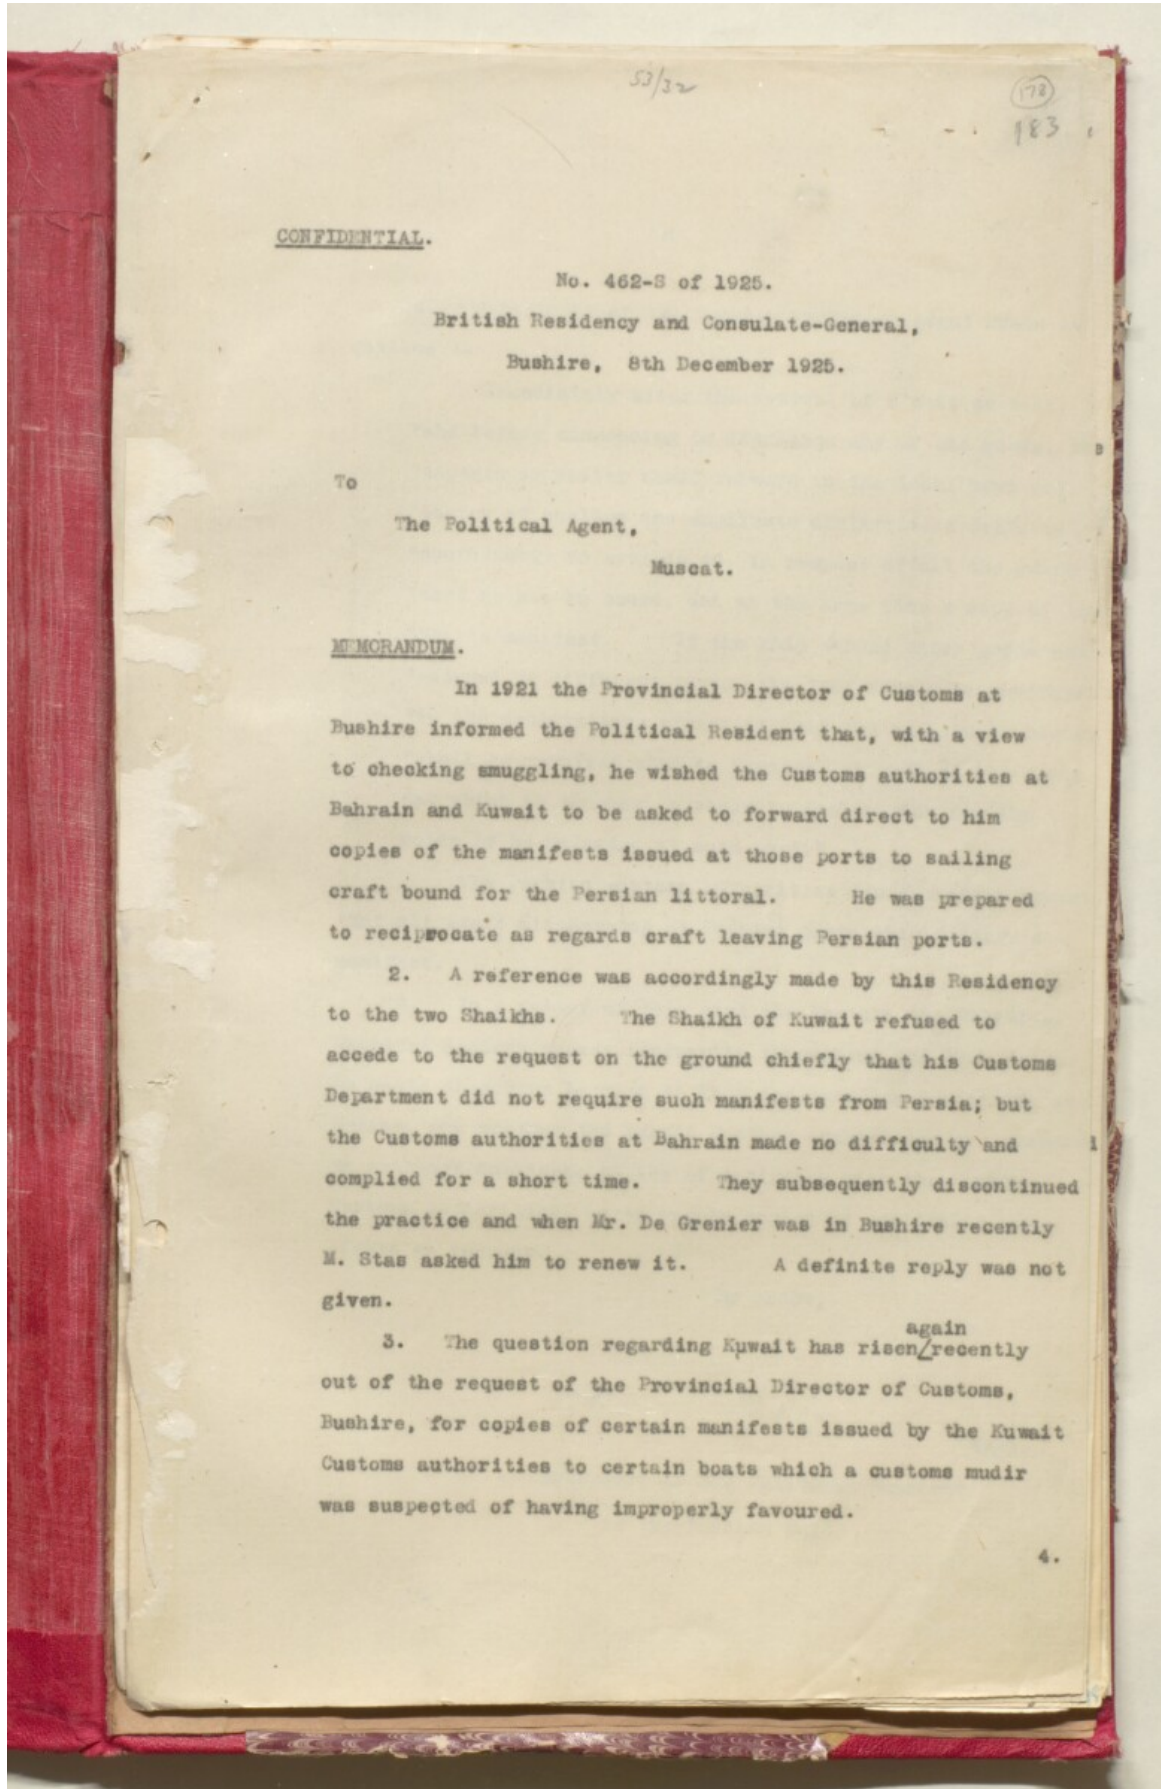 53/32
178
183
CONFIDENTIAL.
No. 462-S of 1925.
British Residency and Consulate-General,
Bushire, 8th December 1925.
To
The Political Agent,
Muscat.
MEMORANDUM.
In 1921 the Provincial Director of Customs at
Bushire informed the Political Resident that, with a view
to checking smuggling, he wished the Customs authorities at
Bahrain and Kuwait to be asked to forward direct to him
copies of the manifests issued at those ports to sailing
craft bound for the Persian littoral. He was prepared
to reciprocate as regards craft leaving Persian ports.
2. A reference was accordingly made by this Residency
to the two Shaikhs. The Shaikh of Kuwait refused to
accede to the request on the ground chiefly that his Customs
Department did not require such manifests from Persia; but
the Customs authorities at Bahrain made no difficulty and
complied for a short time. They subsequently discontinued
the practice and when Mr. De Grenier was in Bushire recently
M. Stas asked him to renew it. A definite reply was not
given.
again
3. The question regarding Kuwait has risen/recently
out of the request of the Provincial Director of Customs,
Bushire, for copies of certain manifests issued by the Kuwait
Customs authorities to certain boats which a customs mudir
was suspected of having improperly favoured.
4.